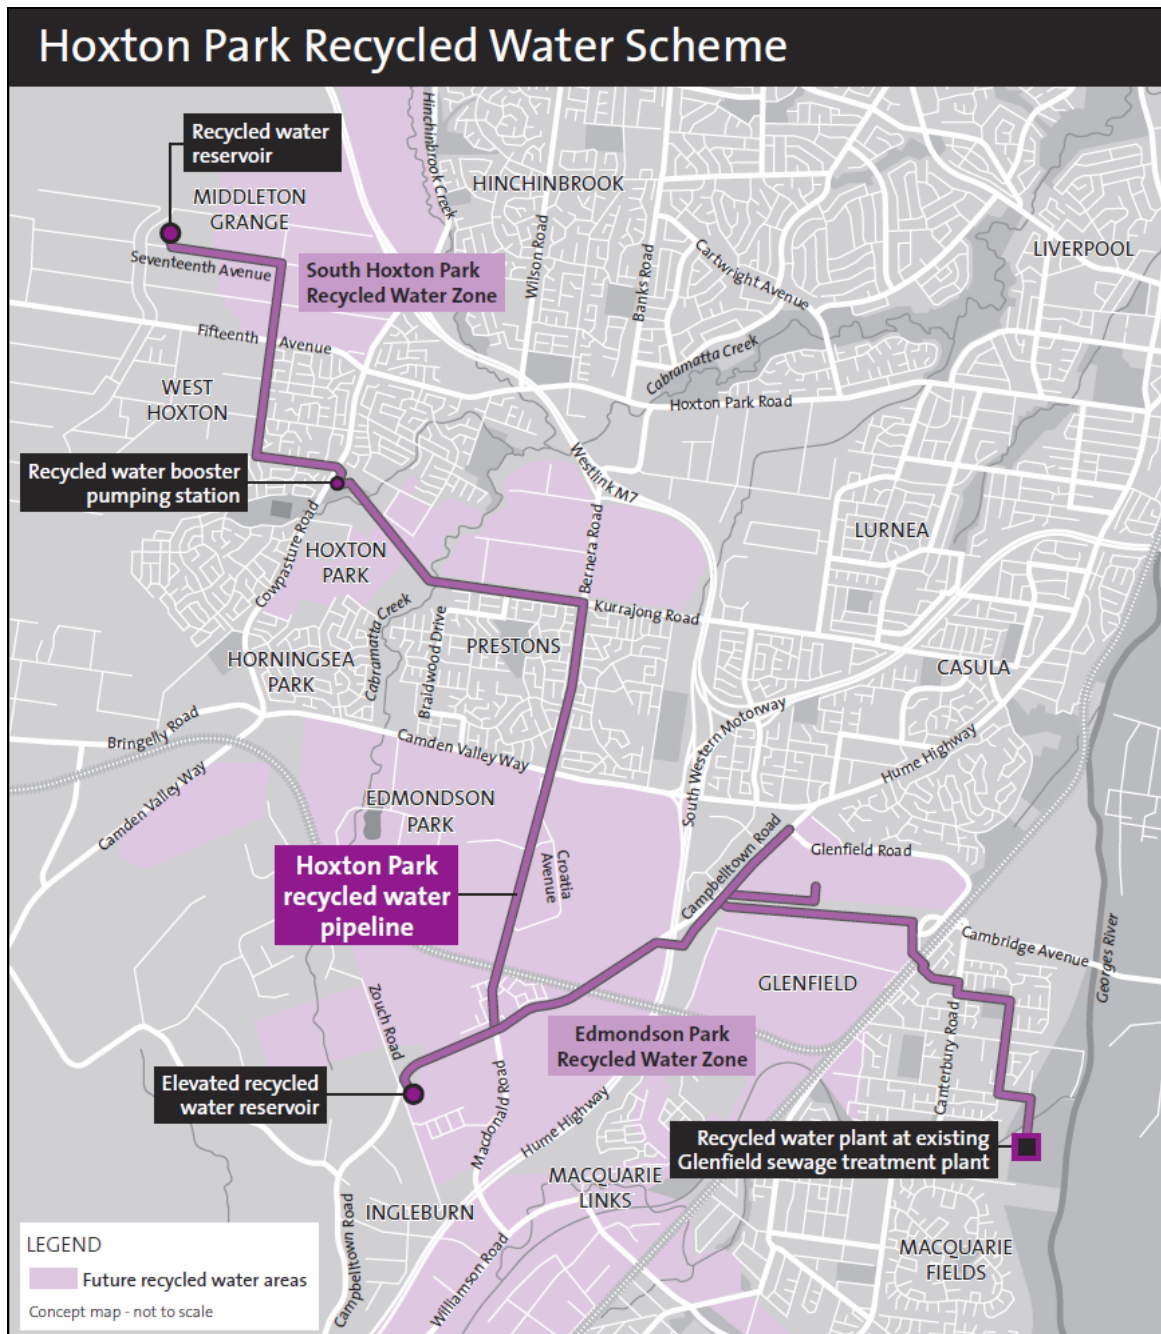 Hoxton Park Recycled Water Scheme
Recycled water
reservoir
MIDDLETON
GRANGE
Hinchinbrook Creek
HINCHINBROOK
LIVERPOOL
Seventeenth Avenue
South Hoxton Park
Recycled Water Zone
Wilson Road
Banks Road
Cartwright Avenue
Fifteenth Avenue
WEST
HOXTON
Cabramatta Creek
Hoxton Park Road
Recycled water booster
pumping station
Westlink M7
Cowpasture Road
HOXTON
PARK
Bernera Road
LURNEA
Kurrajong Road
Cabramatta Creek
Braidwood Drive
PRESTONS
HORNINGSEA
PARK
CASULA
Bringelly Road
Camden Valley Way
Camden Valley Way
South Western Motorway
Hume Highway
EDMONDSON
PARK
Hoxton Park
recycled water
pipeline
Croatia
Avenue
Campbelltown Road
Glenfield Road
Cambridge Avenue
Georges River
GLENFIELD
Zouch Road
Edmondson Park
Recycled Water Zone
Canterbury Road
Elevated recycled
water reservoir
Macdonald Road
Hume Highway
Recycled water plant at existing
Glenfield sewage treatment plant
MACQUARIE
LINKS
INGLEBURN
Campbelltown Road
Williamson Road
MACQUARIE
FIELDS
LEGEND
Future recycled water areas
Concept map - not to scale